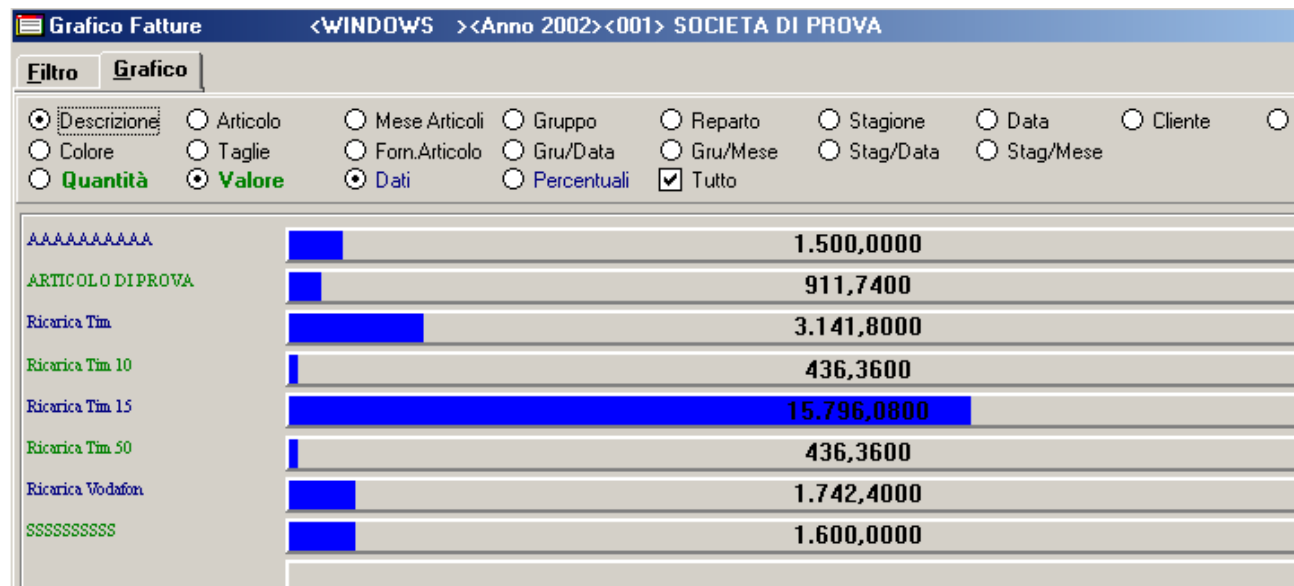 Grafico Fatture <WINDOWS ><Anno 2002><001> SOCIETA DI PROVA
Filtro Grafico
Descrizione Articolo Mese Articoli Gruppo Reparto Stagione Data Cliente
Colore Taglie Forn.Articolo Gru/Data Gru/Mese Stag/Data Stag/Mese
Quantità Valore Dati Percentuali Tutto
AAAAAAAAAA 1.500,0000
ARTICOLO DI PROVA 911,7400
Ricarica Tim 3.141,8000
Ricarica Tim 10 436,3600
Ricarica Tim 15 15.796,0800
Ricarica Tim 50 436,3600
Ricarica Vodafon 1.742,4000
SSSSSSSSSS 1.600,0000